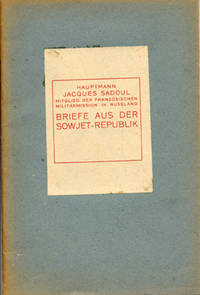 HAUPTMANN
JACQUES SADOUL
MITGLIED DER FRANZÖSISCHEN
MILITÄRMISSION IN RUSSLAND
BRIEFE AUS DER
SOWJET-REPUBLIK